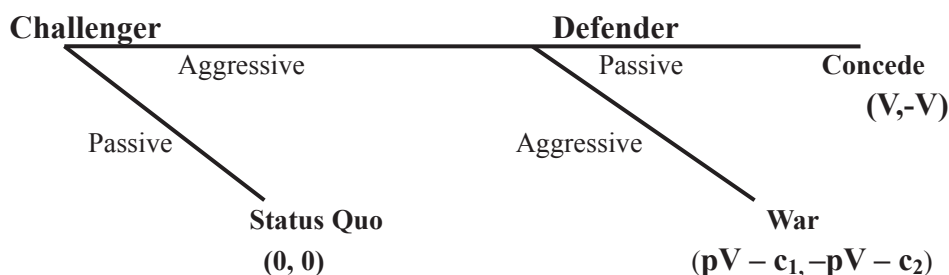 Challenger Defender
Aggressive Passive Concede
(V,-V)
Passive Aggressive
Status Quo War
(0, 0) (pV – c₁, –pV – c₂)